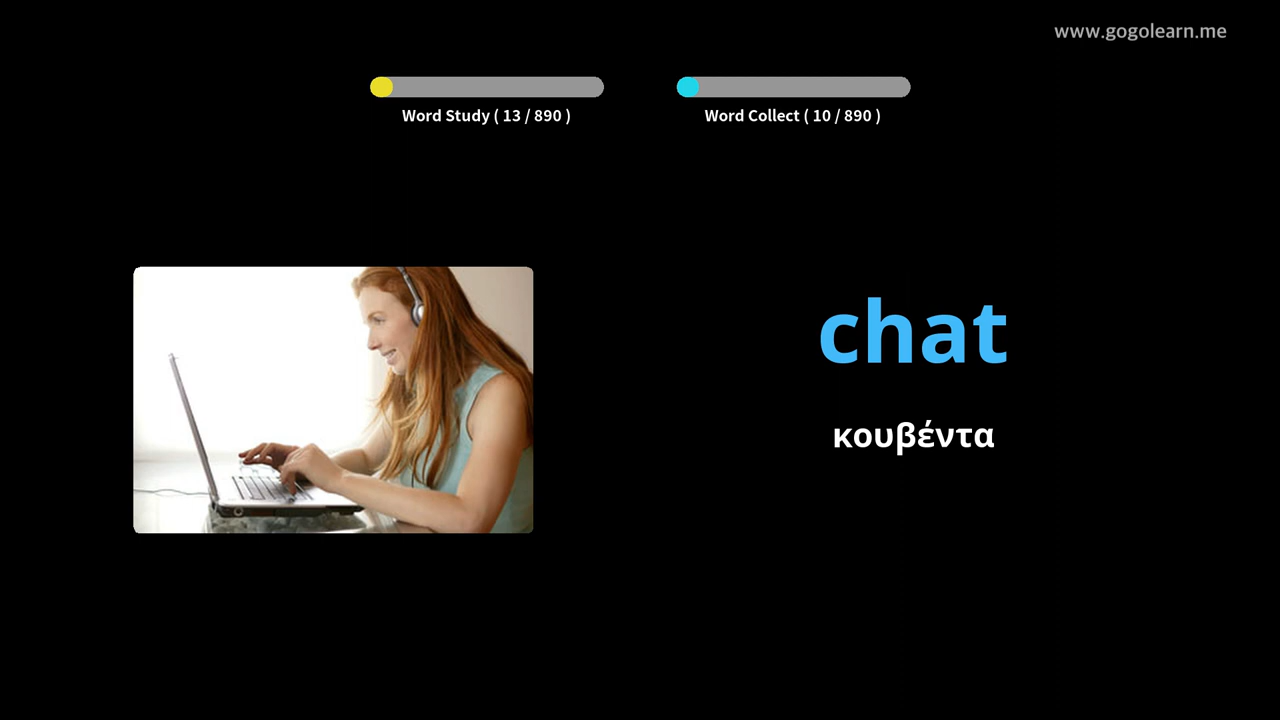 www.gogolearn.me
Word Study ( 13 / 890 )
Word Collect ( 10 / 890 )
chat
κουβέντα